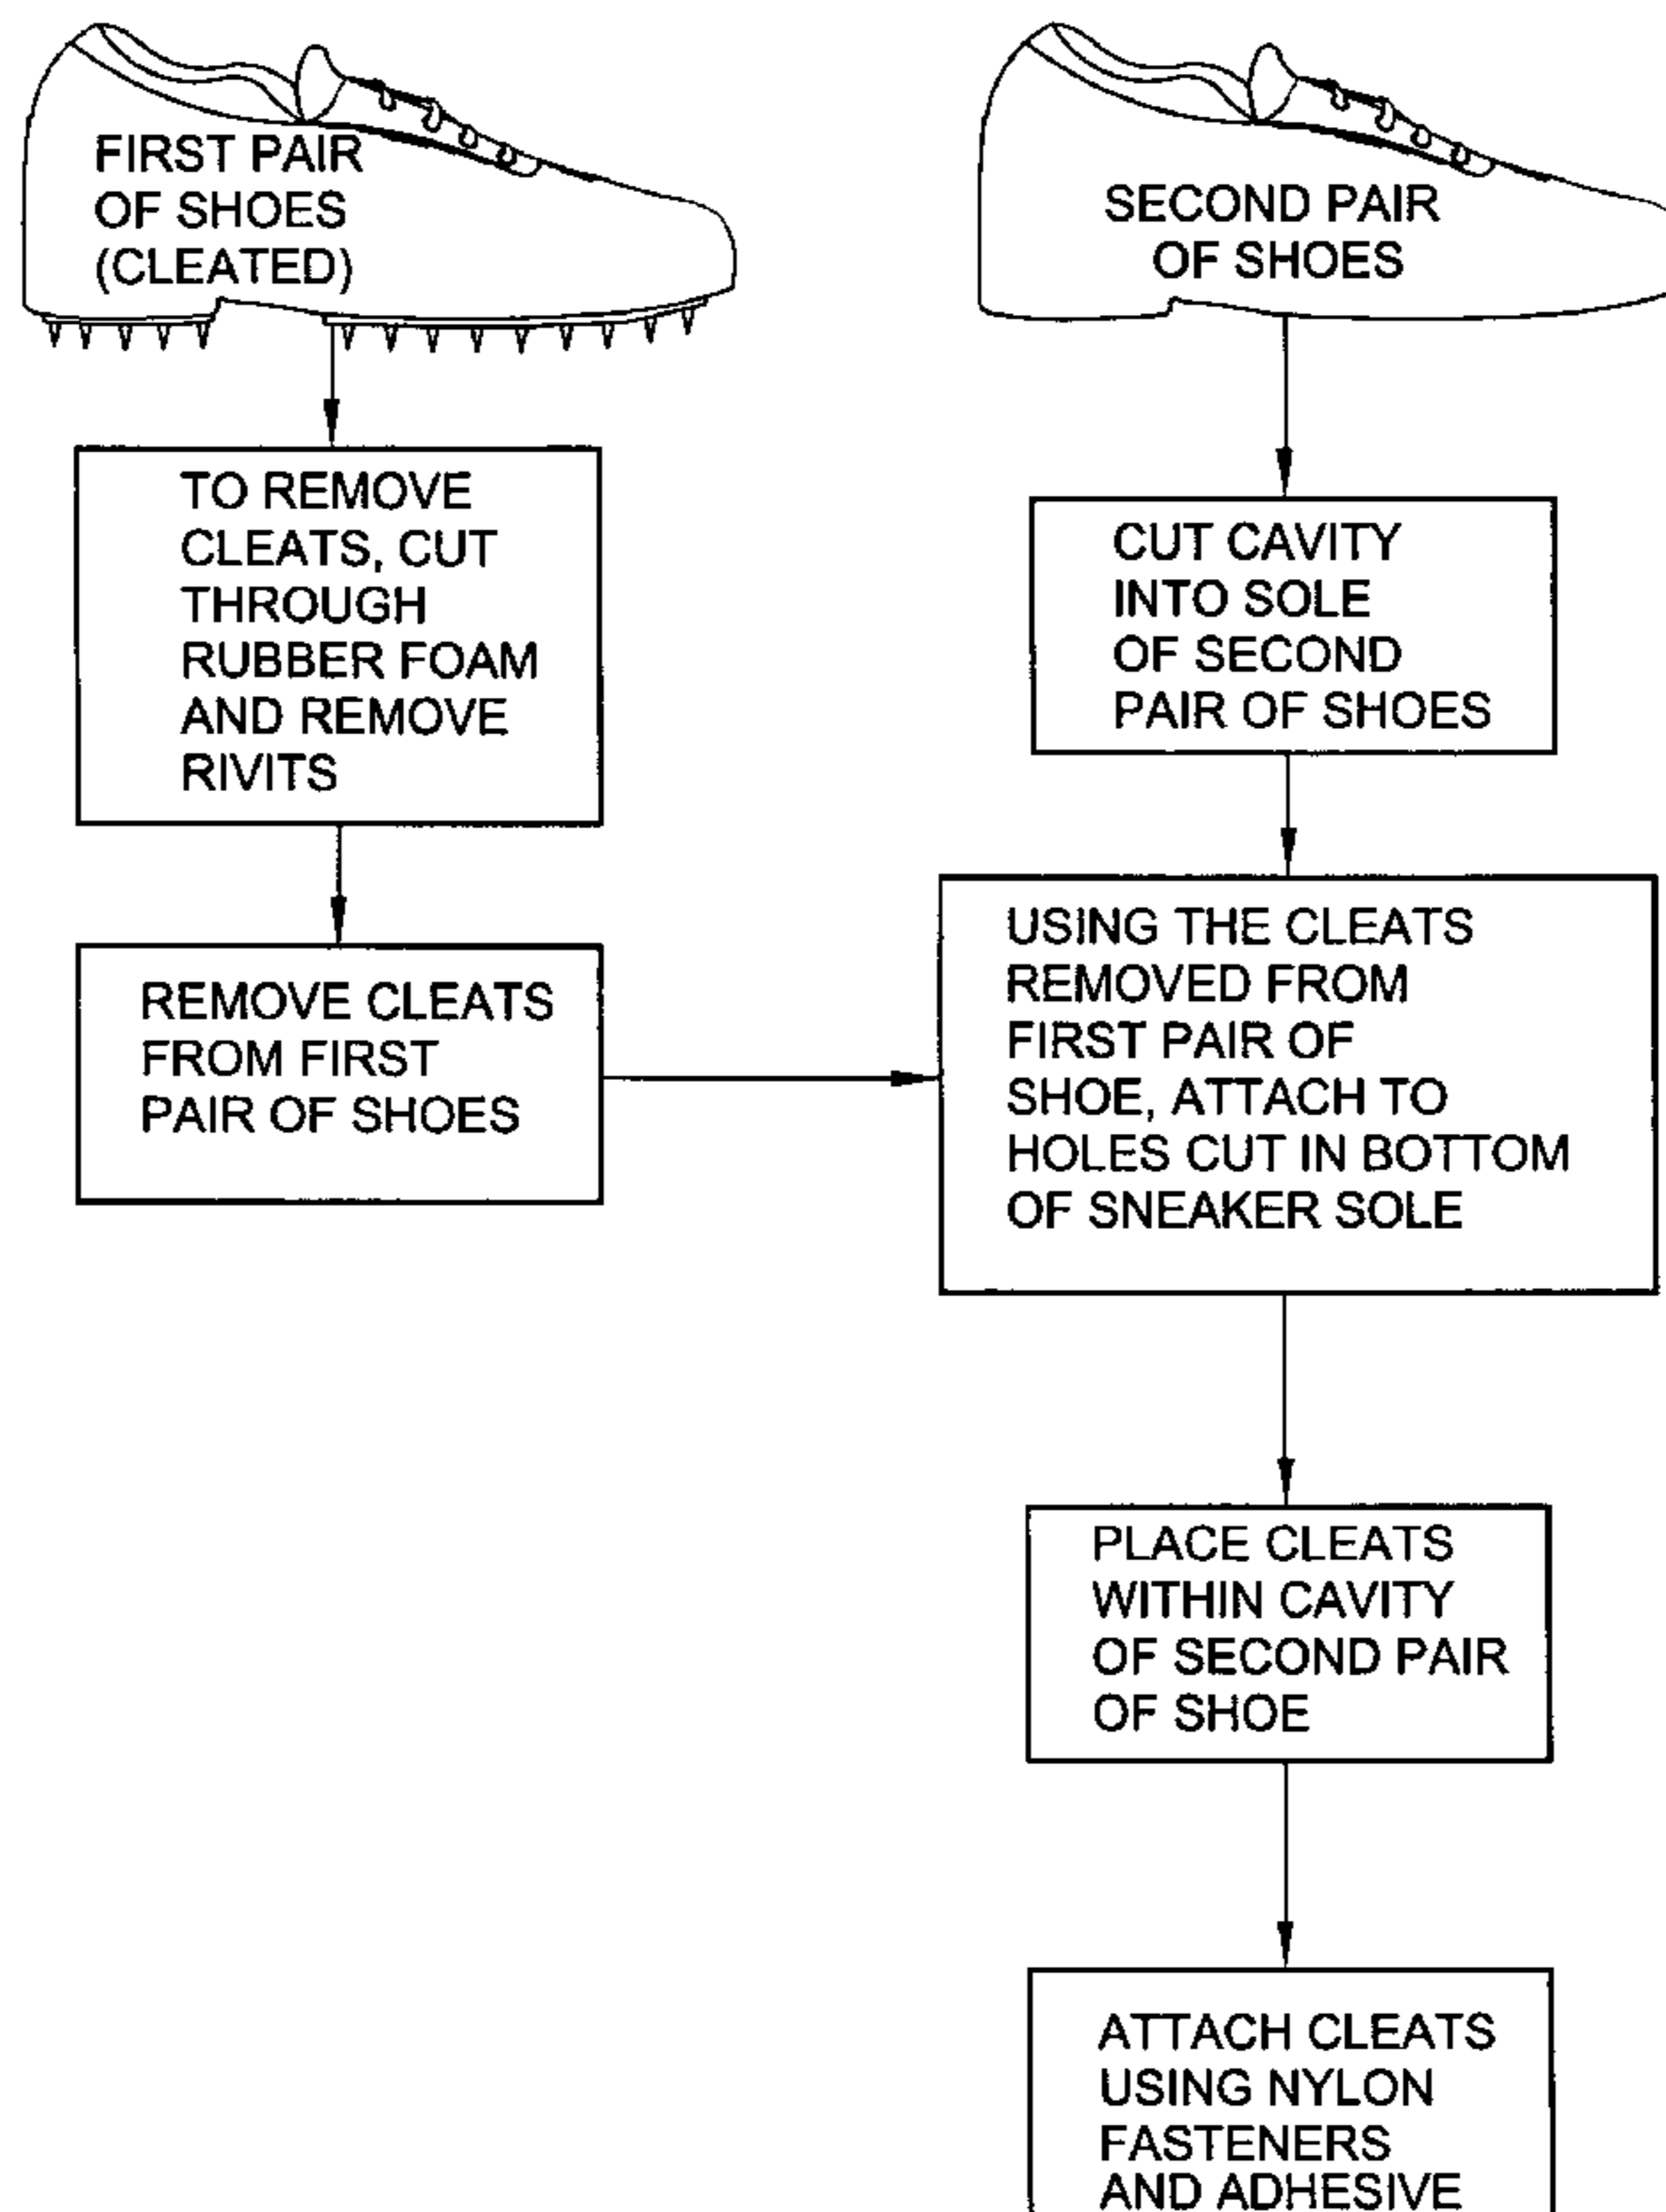 FIRST PAIR
OF SHOES
(CLEATED)
TO REMOVE
CLEATS, CUT
THROUGH
RUBBER FOAM
AND REMOVE
RIVITS
REMOVE CLEATS
FROM FIRST
PAIR OF SHOES
SECOND PAIR
OF SHOES
CUT CAVITY
INTO SOLE
OF SECOND
PAIR OF SHOES
USING THE CLEATS
REMOVED FROM
FIRST PAIR OF
SHOE, ATTACH TO
HOLES CUT IN BOTTOM
OF SNEAKER SOLE
PLACE CLEATS
WITHIN CAVITY
OF SECOND PAIR
OF SHOE
ATTACH CLEATS
USING NYLON
FASTENERS
AND ADHESIVE